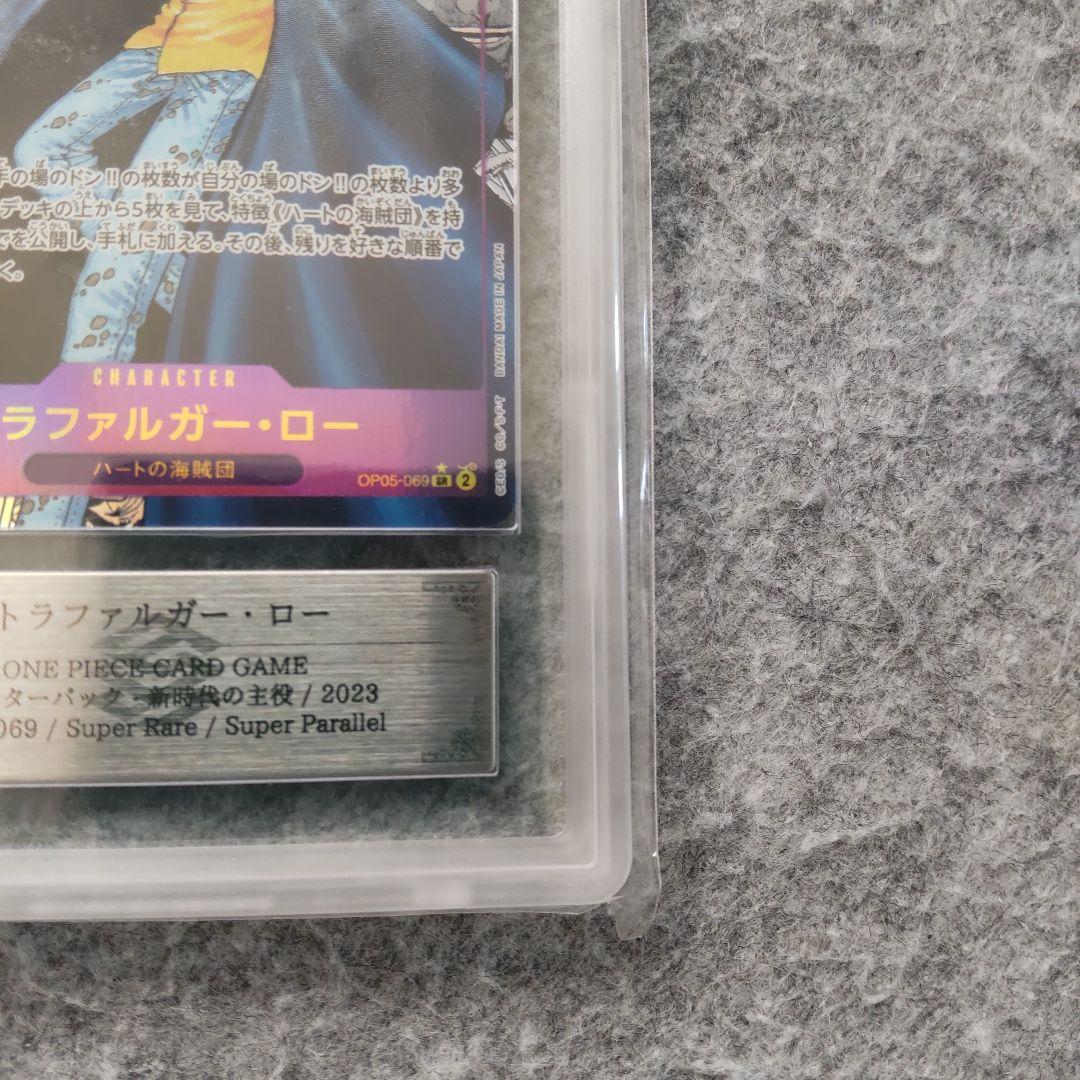 手の場のドン!!の枚数が自分の場のドン!!の枚数より多
デッキの上から5枚を見て、特徴《ハートの海賊団》を持
でを公開し、手札に加える。その後、残りを好きな順番で
く。
CHARACTER
ラファルガー・ロー
ハートの海賊団
OP05-069 SR ★ 2
©EO/S ©O./S・F・T BANDAI MADE IN JAPAN
トラファルガー・ロー
ONE PIECE CARD GAME
ターパック 新時代の主役 / 2023
069 / Super Rare / Super Parallel